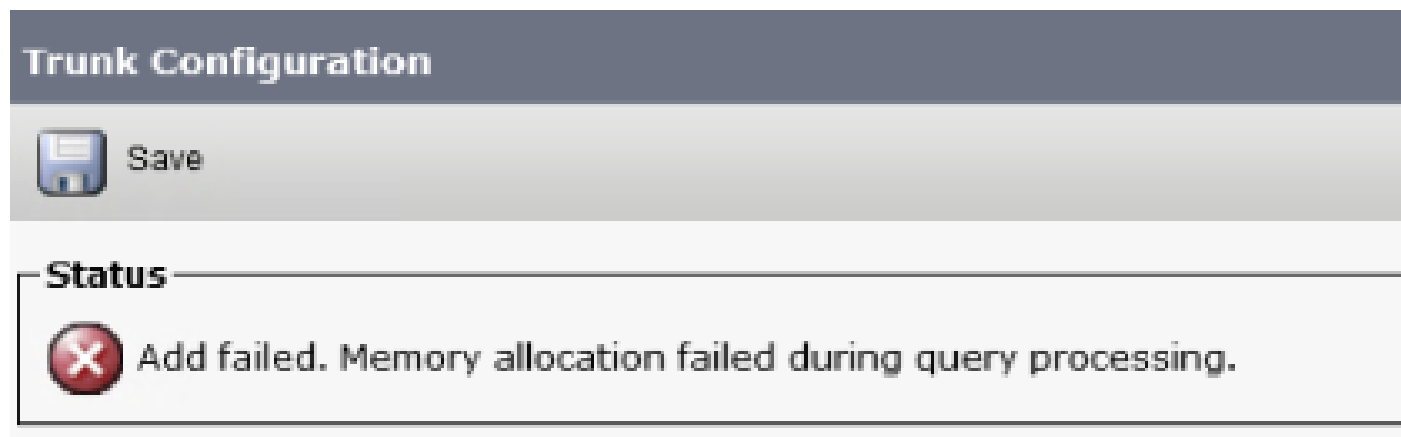 Trunk Configuration
Save
Status
Add failed. Memory allocation failed during query processing.